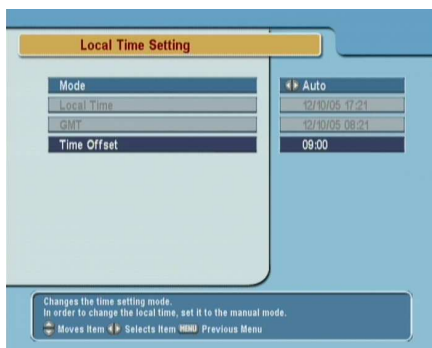 Local Time Setting
Mode Auto
Local Time 12/10/05 17:21
GMT 12/10/05 08:21
Time Offset 09:00
Changes the time setting mode.
In order to change the local time, set it to the manual mode.
Moves Item Selects Item MENU Previous Menu